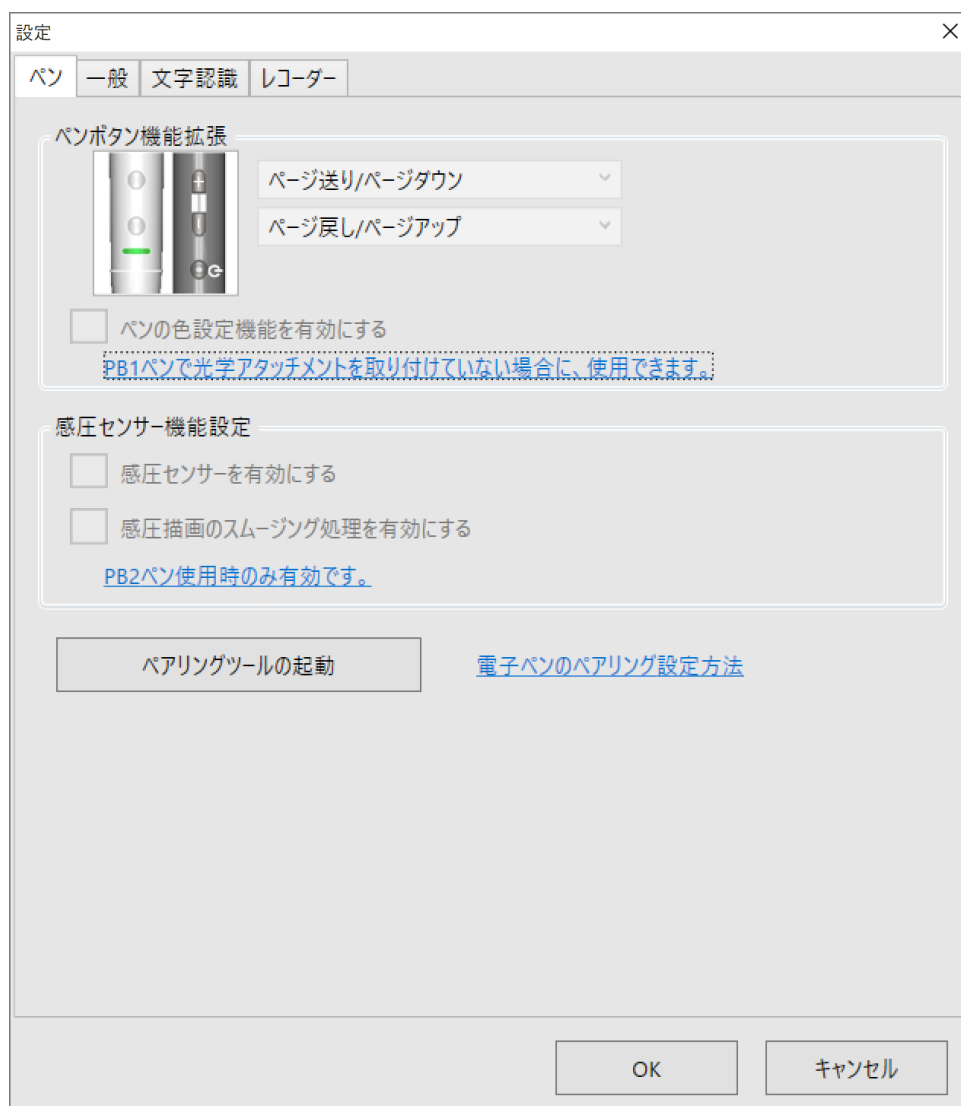 設定
ペン
一般
文字認識
レコーダー
ペンボタン機能拡張
ページ送り/ページダウン
ページ戻し/ページアップ
ペンの色設定機能を有効にする
PB1ペンで光学アタッチメントを取り付けていない場合に、使用できます。
感圧センサー機能設定
感圧センサーを有効にする
感圧描画のスムージング処理を有効にする
PB2ペン使用時のみ有効です。
ペアリングツールの起動
電子ペンのペアリング設定方法
OK
キャンセル